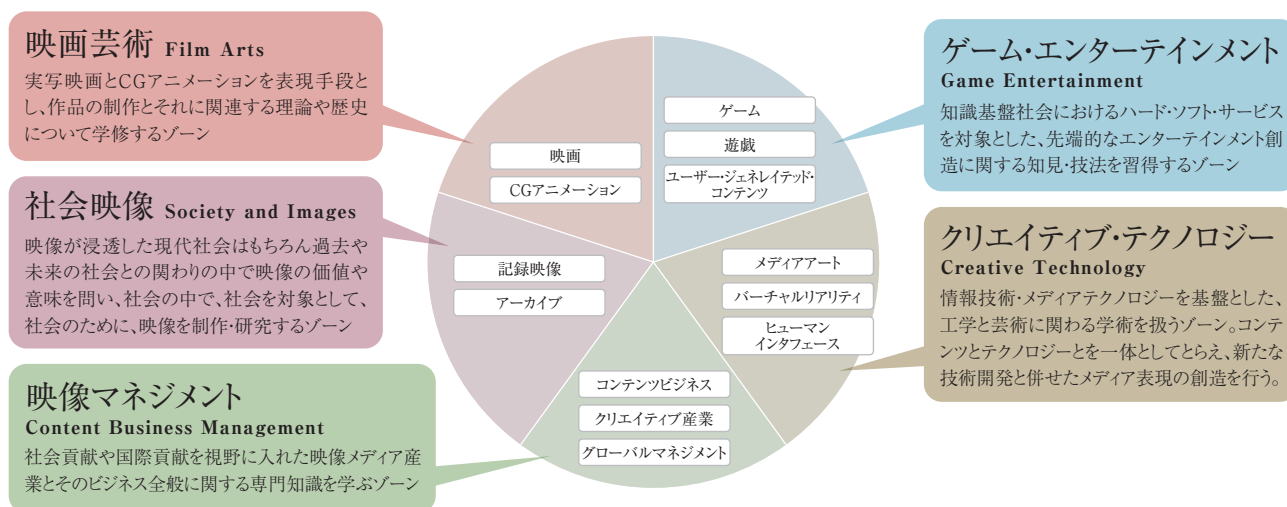 映画芸術 Film Arts
実写映画とCGアニメーションを表現手段と
し、作品の制作とそれに関連する理論や歴史
について学修するゾーン
社会映像 Society and Images
映像が浸透した現代社会はもちろん過去や
未来の社会との関わりの中で映像の価値や
意味を問い、社会の中で、社会を対象として、
社会のために、映像を制作・研究するゾーン
映像マネジメント
Content Business Management
社会貢献や国際貢献を視野に入れた映像メディア産
業とそのビジネス全般に関する専門知識を学ぶゾーン
映画
CGアニメーション
記録映像
アーカイブ
ゲーム
遊戯
ユーザー・ジェネレイテッド・
コンテンツ
メディアアート
バーチャルリアリティ
ヒューマン
インタフェース
コンテンツビジネス
クリエイティブ産業
グローバルマネジメント
ゲーム・エンターテインメント
Game Entertainment
知識基盤社会におけるハード・ソフト・サービス
を対象とした、先端的なエンターテインメント創
造に関する知見・技法を習得するゾーン
クリエイティブ・テクノロジー
Creative Technology
情報技術・メディアテクノロジーを基盤とした、
工学と芸術に関わる学術を扱うゾーン。コンテ
ンツとテクノロジーとを一体としてとらえ、新たな
技術開発と併せたメディア表現の創造を行う。